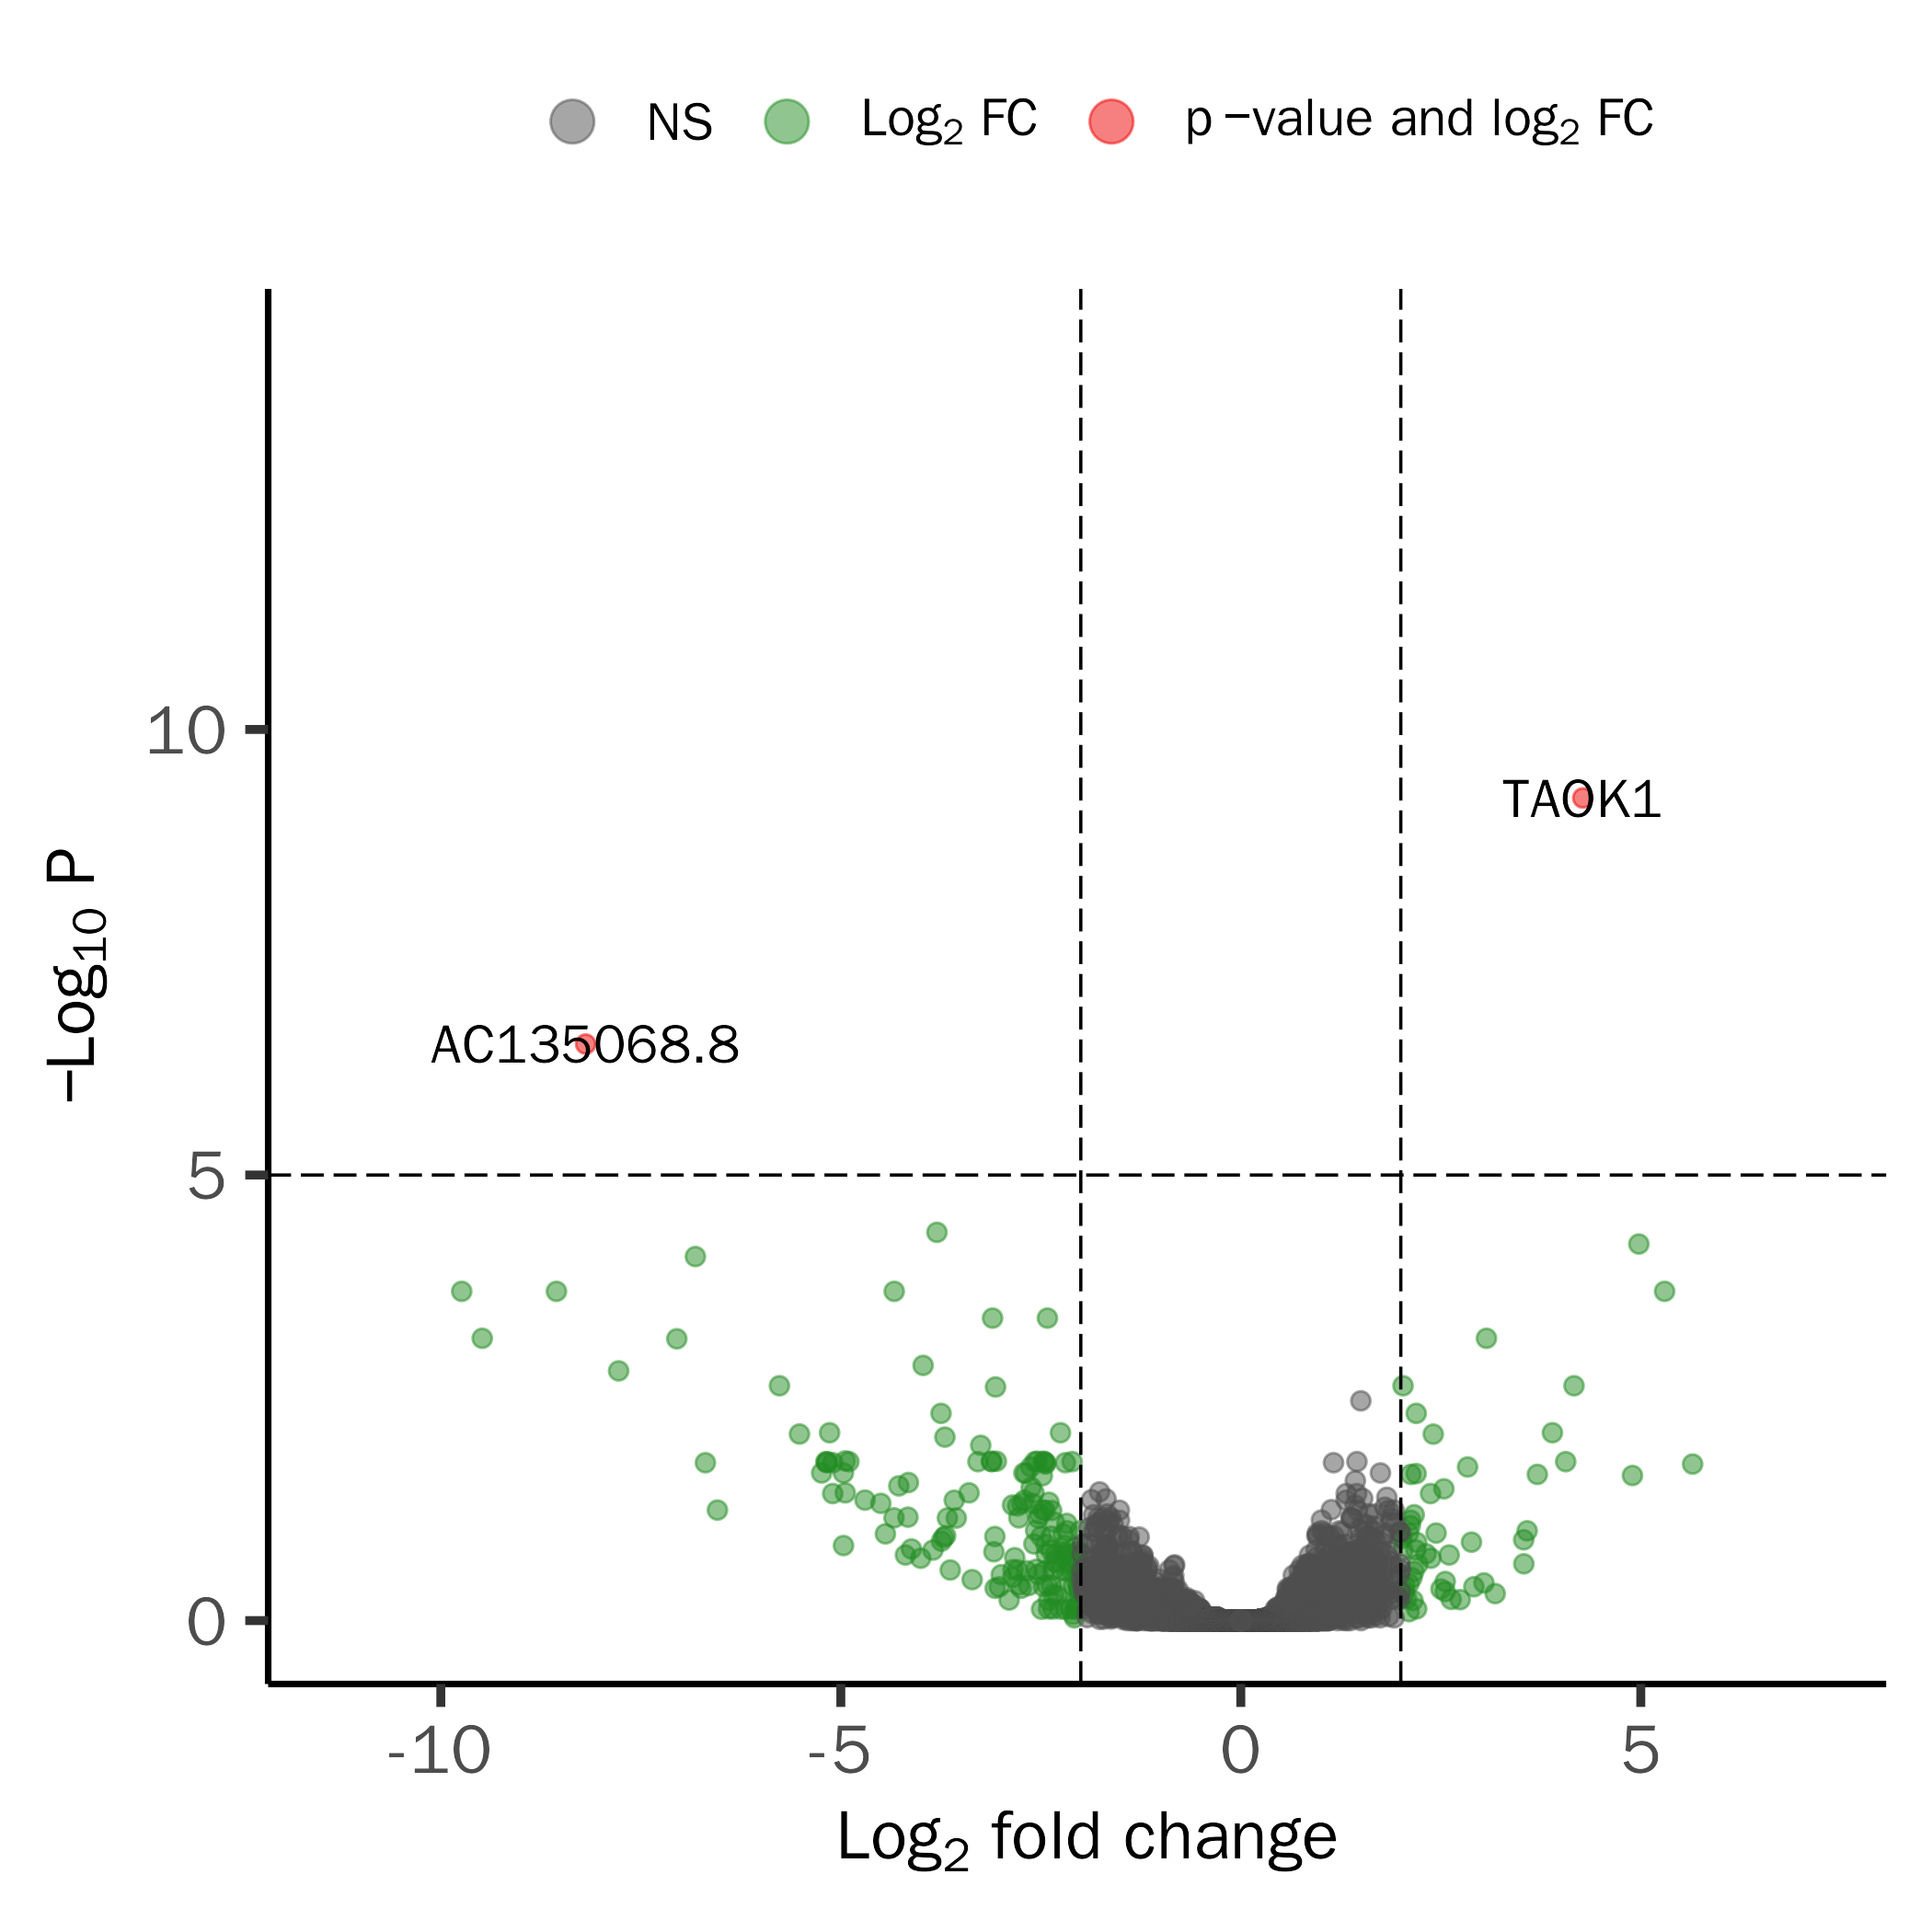 NS Log₂ FC p −value and log₂ FC
10
TAOK1
−Log₁₀ P
AC135068.8
5
0
-10 -5 0 5
Log₂ fold change